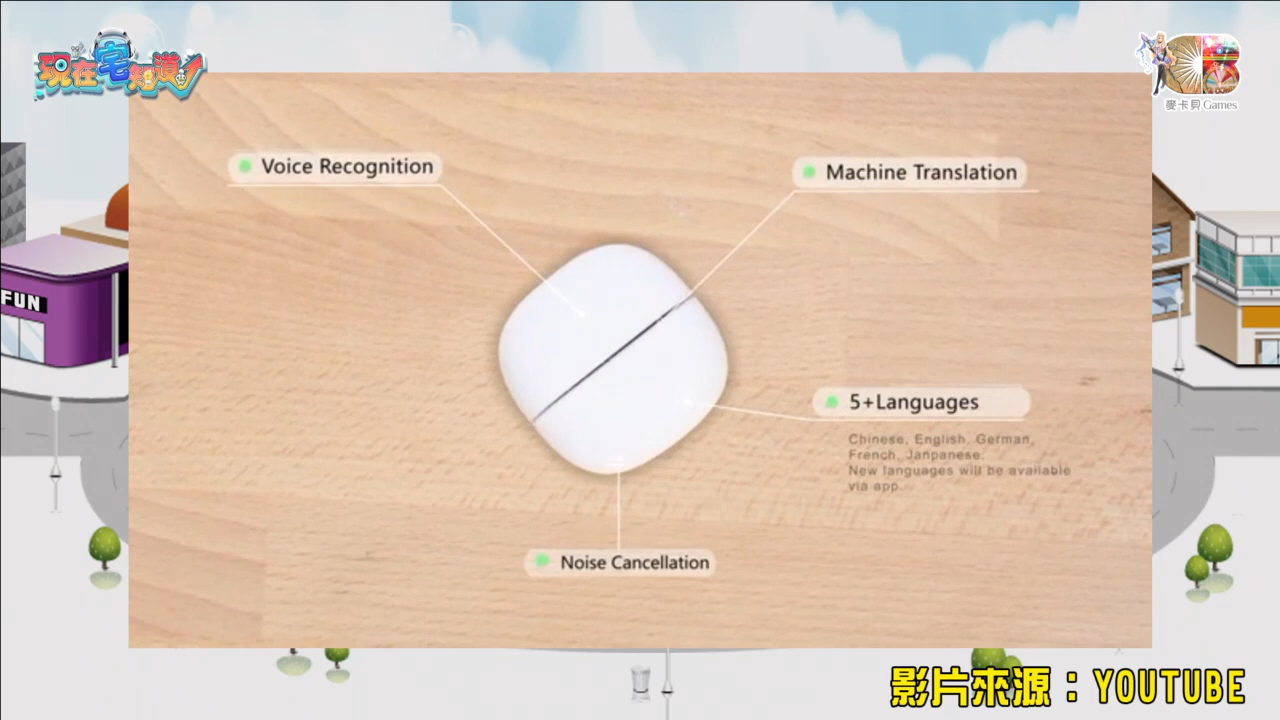 現在宅知道
麥卡貝 Games
Voice Recognition
Machine Translation
FUN
5+Languages
Chinese, English, German,
French, Janpanese.
New languages will be available
via app.
Noise Cancellation
影片來源：YOUTUBE